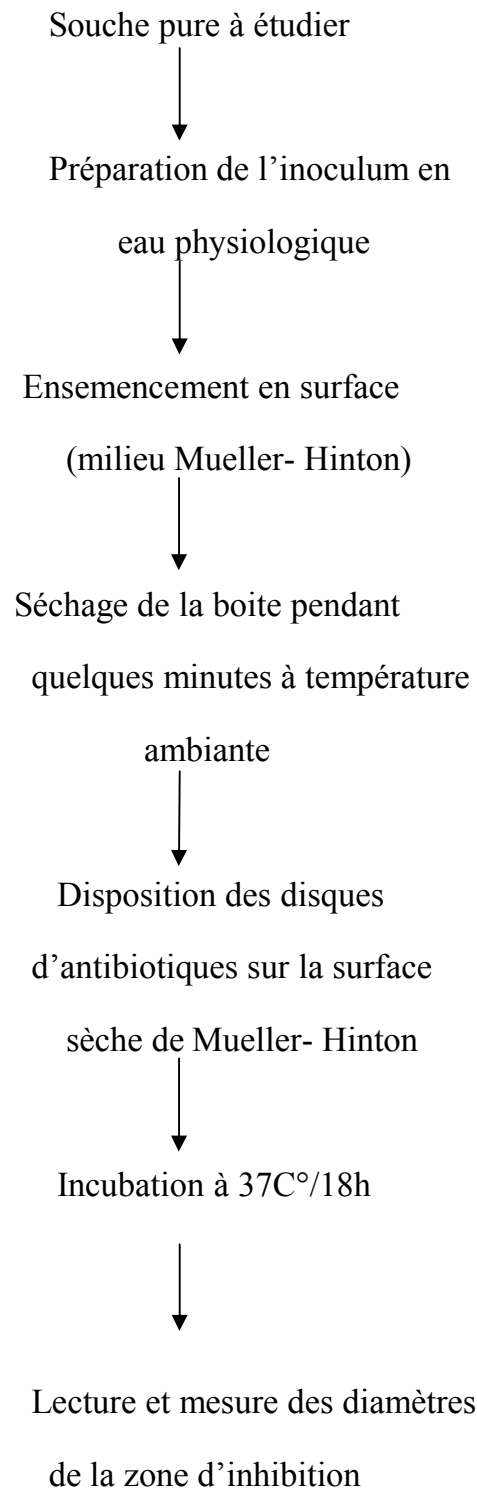 Souche pure à étudier
Préparation de l’inoculum en
eau physiologique
Ensemencement en surface
(milieu Mueller- Hinton)
Séchage de la boite pendant
quelques minutes à température
ambiante
Disposition des disques
d’antibiotiques sur la surface
sèche de Mueller- Hinton
Incubation à 37C°/18h
Lecture et mesure des diamètres
de la zone d’inhibition